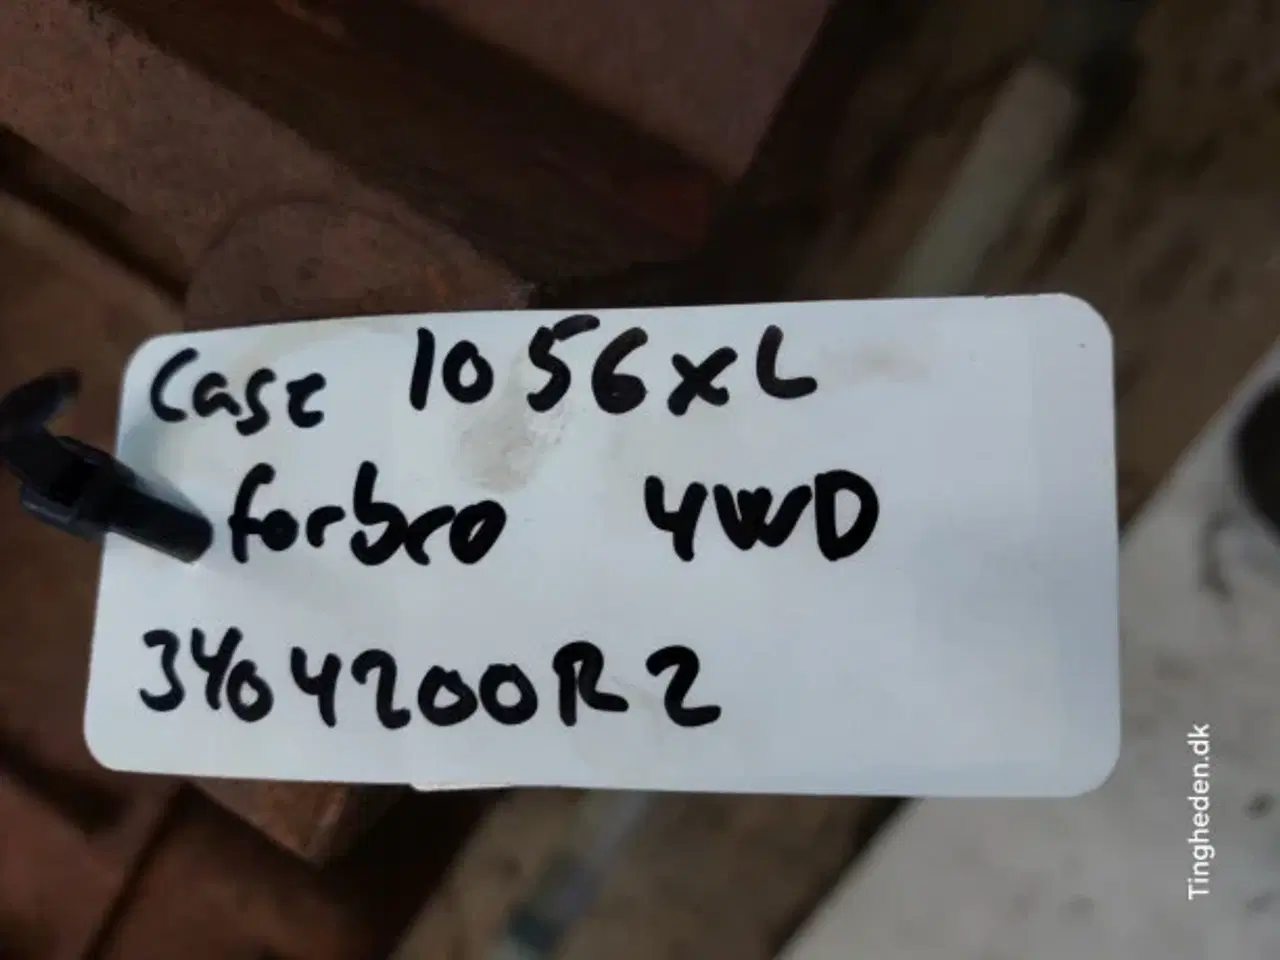 Case 1056XL
forbro 4WD
3404200R2
Tingheden.dk